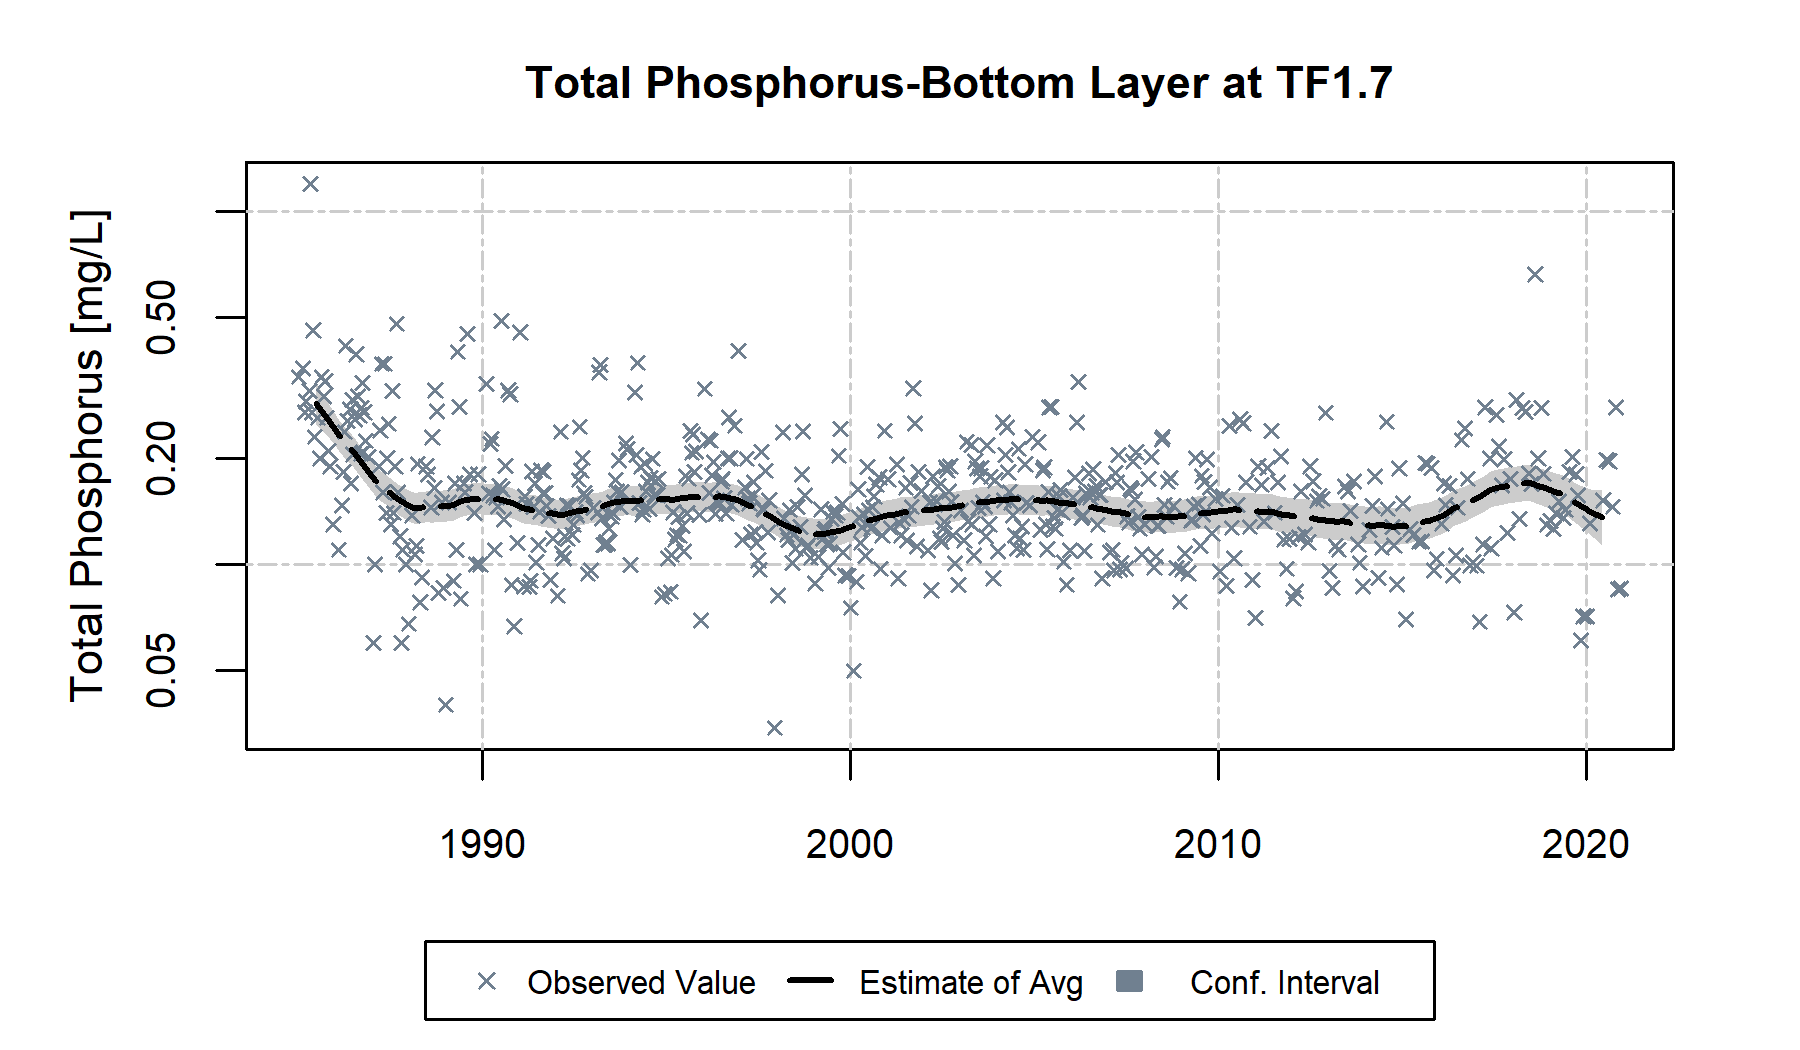 Total Phosphorus-Bottom Layer at TF1.7
Total Phosphorus [mg/L]
0.50
0.20
0.05
1990 2000 2010 2020
Observed Value Estimate of Avg Conf. Interval